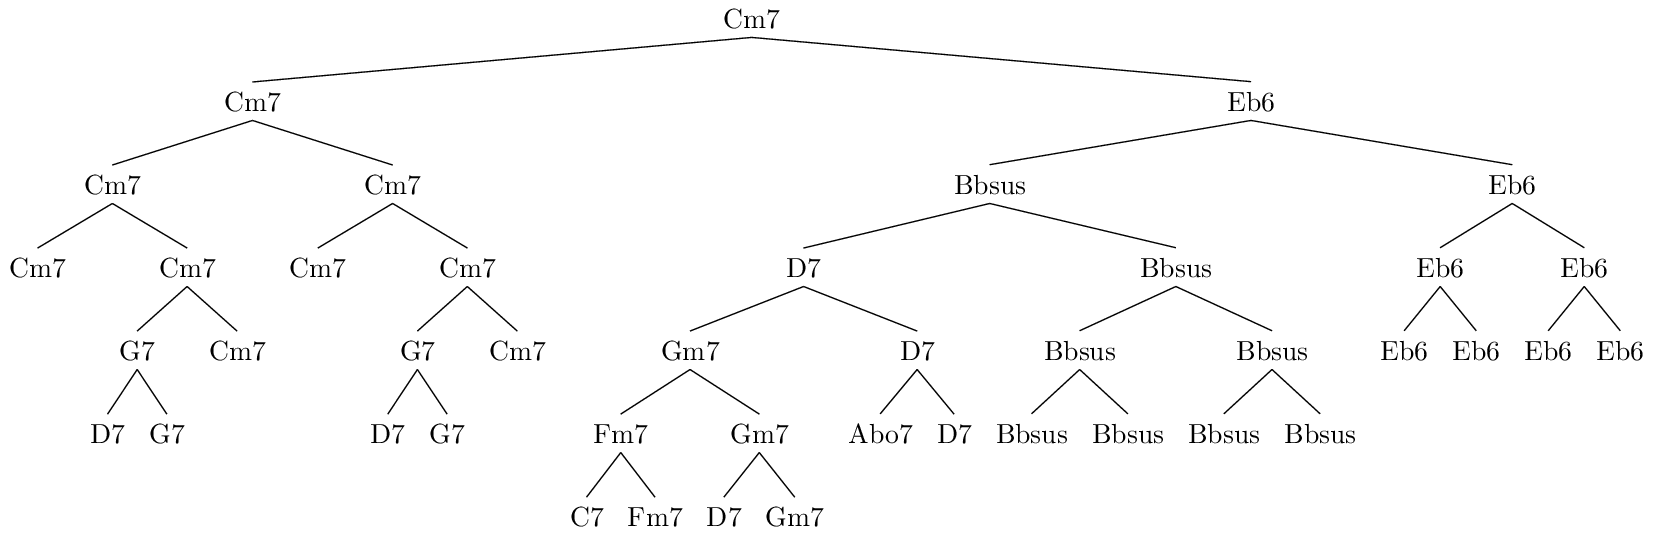 Cm7
Cm7 Eb6
Cm7 Cm7 Bbsus Eb6
Cm7 Cm7 Cm7 Cm7 D7 Bbsus Eb6 Eb6
G7 Cm7 G7 Cm7 Gm7 D7 Bbsus Bbsus Eb6 Eb6 Eb6 Eb6
D7 G7 D7 G7 Fm7 Gm7 Abo7 D7 Bbsus Bbsus Bbsus Bbsus
C7 Fm7 D7 Gm7